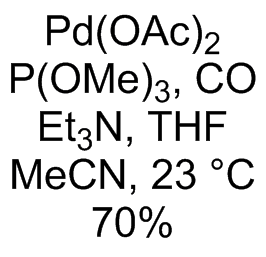 Pd(OAc)₂
P(OMe)₃, CO
Et₃N, THF
MeCN, 23 °C
70%